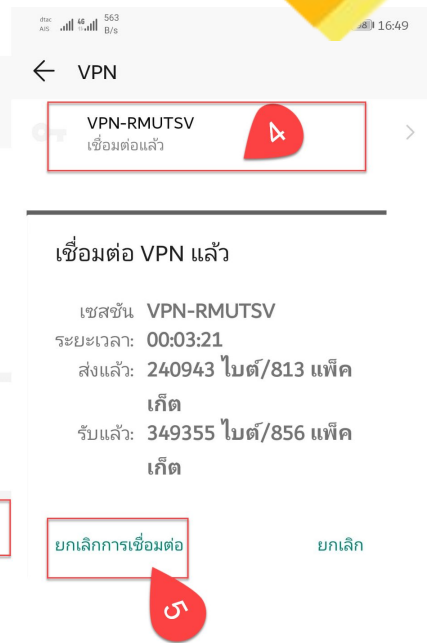 dtac 46 563
AIS B/s 16:49
← VPN
VPN-RMUTSV
เชื่อมต่อแล้ว
4
เชื่อมต่อ VPN แล้ว
เซสชัน VPN-RMUTSV
ระยะเวลา: 00:03:21
ส่งแล้ว: 240943 ไบต์/813 แพ็ค
เก็ต
รับแล้ว: 349355 ไบต์/856 แพ็ค
เก็ต
ยกเลิกการเชื่อมต่อ ยกเลิก
5